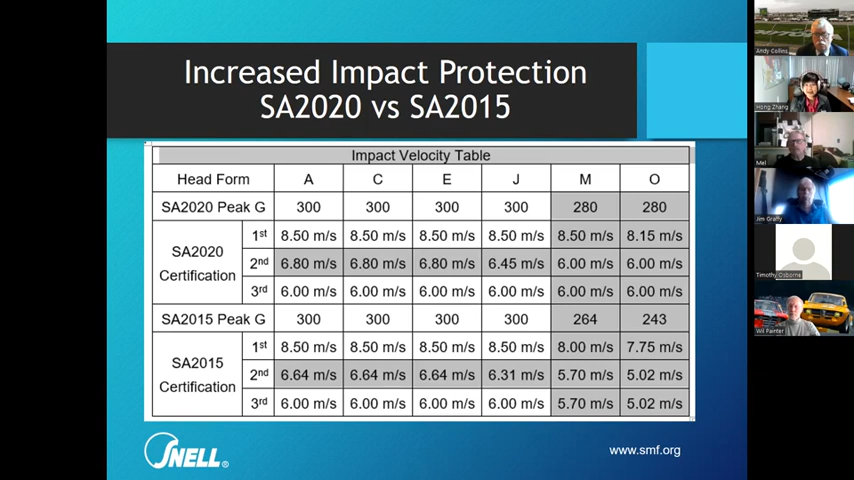 Increased Impact Protection
SA2020 vs SA2015
Impact Velocity Table
Head Form A C E J M O
SA2020 Peak G 300 300 300 300 280 280
SA2020 Certification
1st 8.50 m/s 8.50 m/s 8.50 m/s 8.50 m/s 8.50 m/s 8.15 m/s
2nd 6.80 m/s 6.80 m/s 6.80 m/s 6.45 m/s 6.00 m/s 6.00 m/s
3rd 6.00 m/s 6.00 m/s 6.00 m/s 6.00 m/s 6.00 m/s 6.00 m/s
SA2015 Peak G 300 300 300 300 264 243
SA2015 Certification
1st 8.50 m/s 8.50 m/s 8.50 m/s 8.50 m/s 8.00 m/s 7.75 m/s
2nd 6.64 m/s 6.64 m/s 6.64 m/s 6.31 m/s 5.70 m/s 5.02 m/s
3rd 6.00 m/s 6.00 m/s 6.00 m/s 6.00 m/s 5.70 m/s 5.02 m/s
SNELL®
www.smf.org
Andy Collins
Hong Zhang
Mel
Jim Graffy
Timothy Osborne
Wil Painter